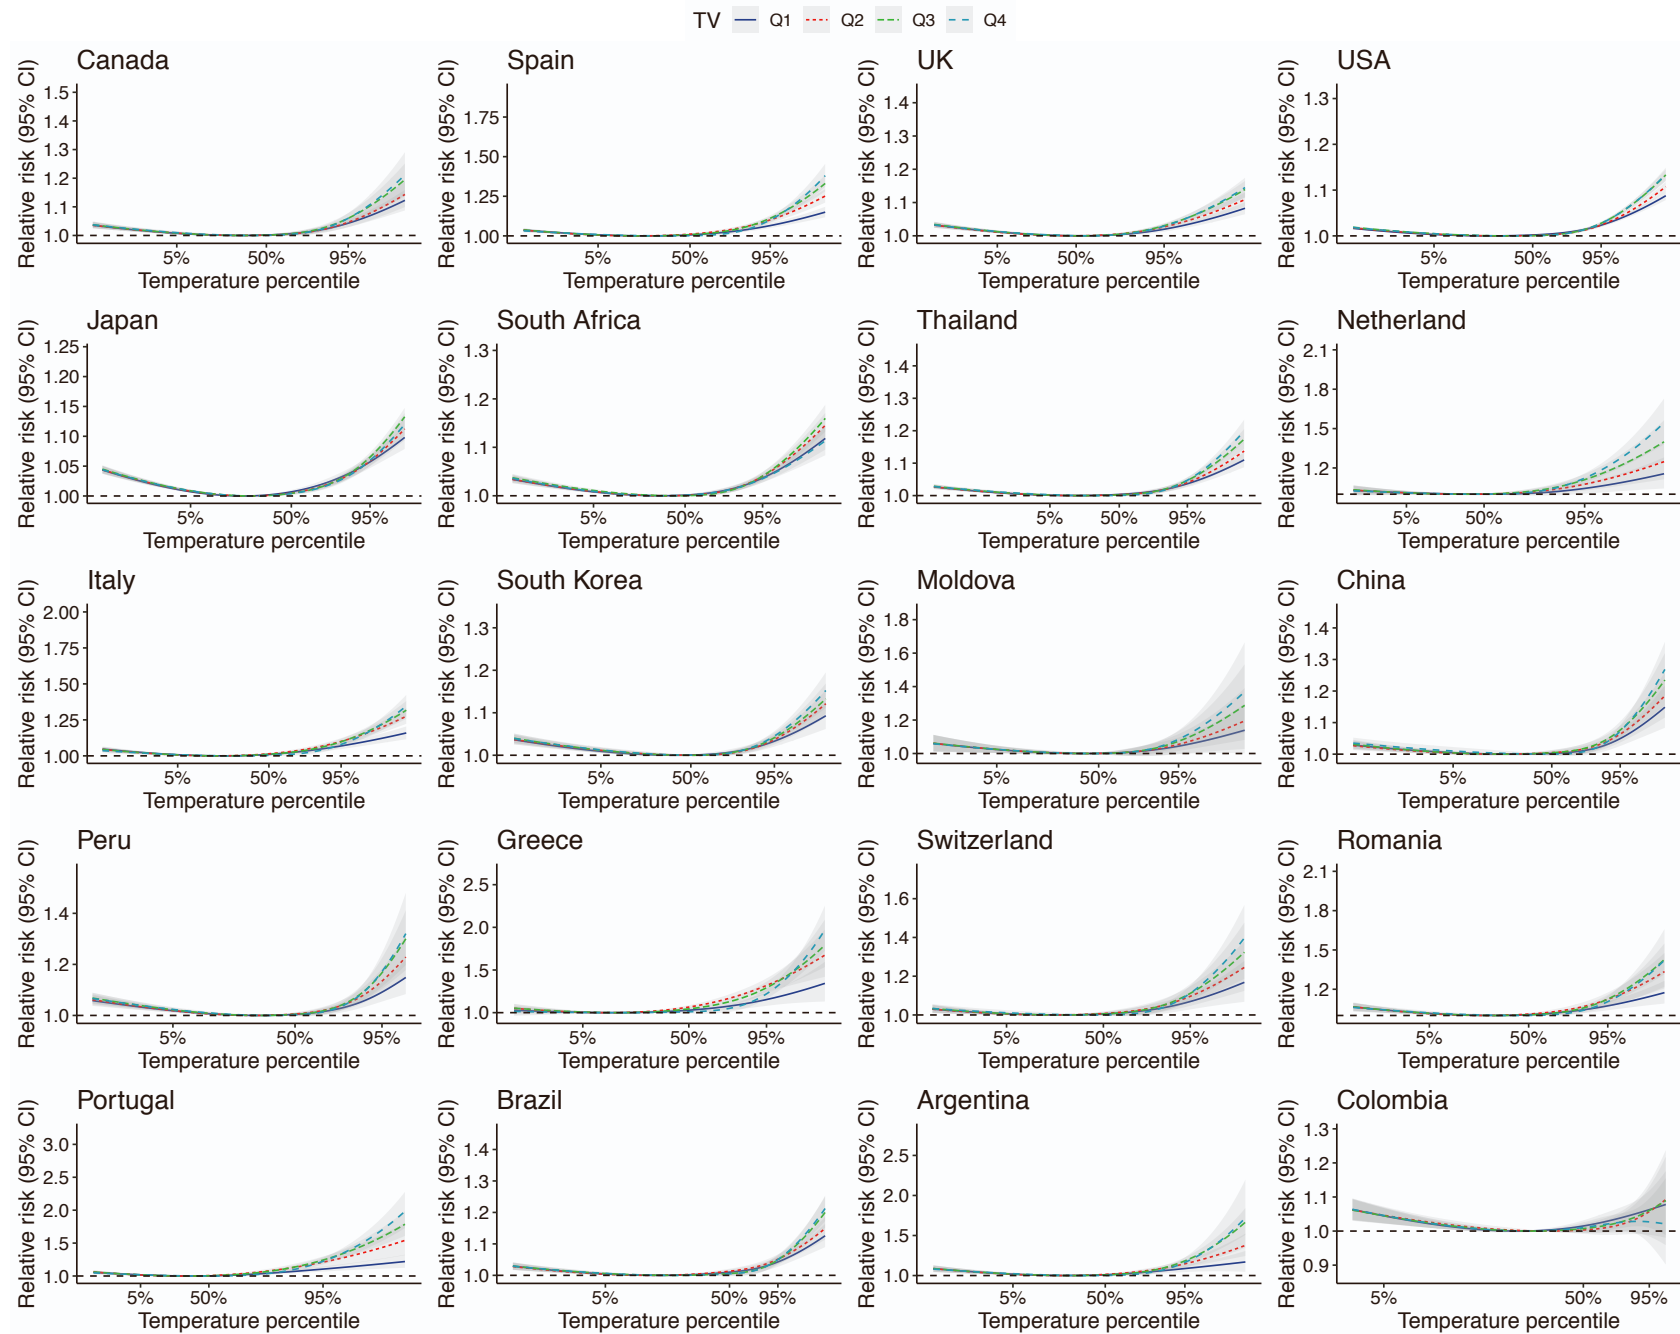 TV Q1 Q2 Q3 Q4
Canada
Relative risk (95% CI)
1.5
1.4
1.3
1.2
1.1
1.0
5% 50% 95%
Temperature percentile
Spain
Relative risk (95% CI)
1.75
1.50
1.25
1.00
5% 50% 95%
Temperature percentile
UK
Relative risk (95% CI)
1.4
1.3
1.2
1.1
1.0
5% 50% 95%
Temperature percentile
USA
Relative risk (95% CI)
1.3
1.2
1.1
1.0
5% 50% 95%
Temperature percentile
Japan
Relative risk (95% CI)
1.25
1.20
1.15
1.10
1.05
1.00
5% 50% 95%
Temperature percentile
South Africa
Relative risk (95% CI)
1.3
1.2
1.1
1.0
5% 50% 95%
Temperature percentile
Thailand
Relative risk (95% CI)
1.4
1.3
1.2
1.1
1.0
5% 50% 95%
Temperature percentile
Netherland
Relative risk (95% CI)
2.1
1.8
1.5
1.2
5% 50% 95%
Temperature percentile
Italy
Relative risk (95% CI)
2.00
1.75
1.50
1.25
1.00
5% 50% 95%
Temperature percentile
South Korea
Relative risk (95% CI)
1.3
1.2
1.1
1.0
5% 50% 95%
Temperature percentile
Moldova
Relative risk (95% CI)
1.8
1.6
1.4
1.2
1.0
5% 50% 95%
Temperature percentile
China
Relative risk (95% CI)
1.4
1.3
1.2
1.1
1.0
5% 50% 95%
Temperature percentile
Peru
Relative risk (95% CI)
1.4
1.2
1.0
5% 50% 95%
Temperature percentile
Greece
Relative risk (95% CI)
2.5
2.0
1.5
1.0
5% 50% 95%
Temperature percentile
Switzerland
Relative risk (95% CI)
1.6
1.4
1.2
1.0
5% 50% 95%
Temperature percentile
Romania
Relative risk (95% CI)
2.1
1.8
1.5
1.2
5% 50% 95%
Temperature percentile
Portugal
Relative risk (95% CI)
3.0
2.5
2.0
1.5
1.0
5% 50% 95%
Temperature percentile
Brazil
Relative risk (95% CI)
1.4
1.3
1.2
1.1
1.0
5% 50% 95%
Temperature percentile
Argentina
Relative risk (95% CI)
2.5
2.0
1.5
1.0
5% 50% 95%
Temperature percentile
Colombia
Relative risk (95% CI)
1.3
1.2
1.1
1.0
0.9
5% 50% 95%
Temperature percentile